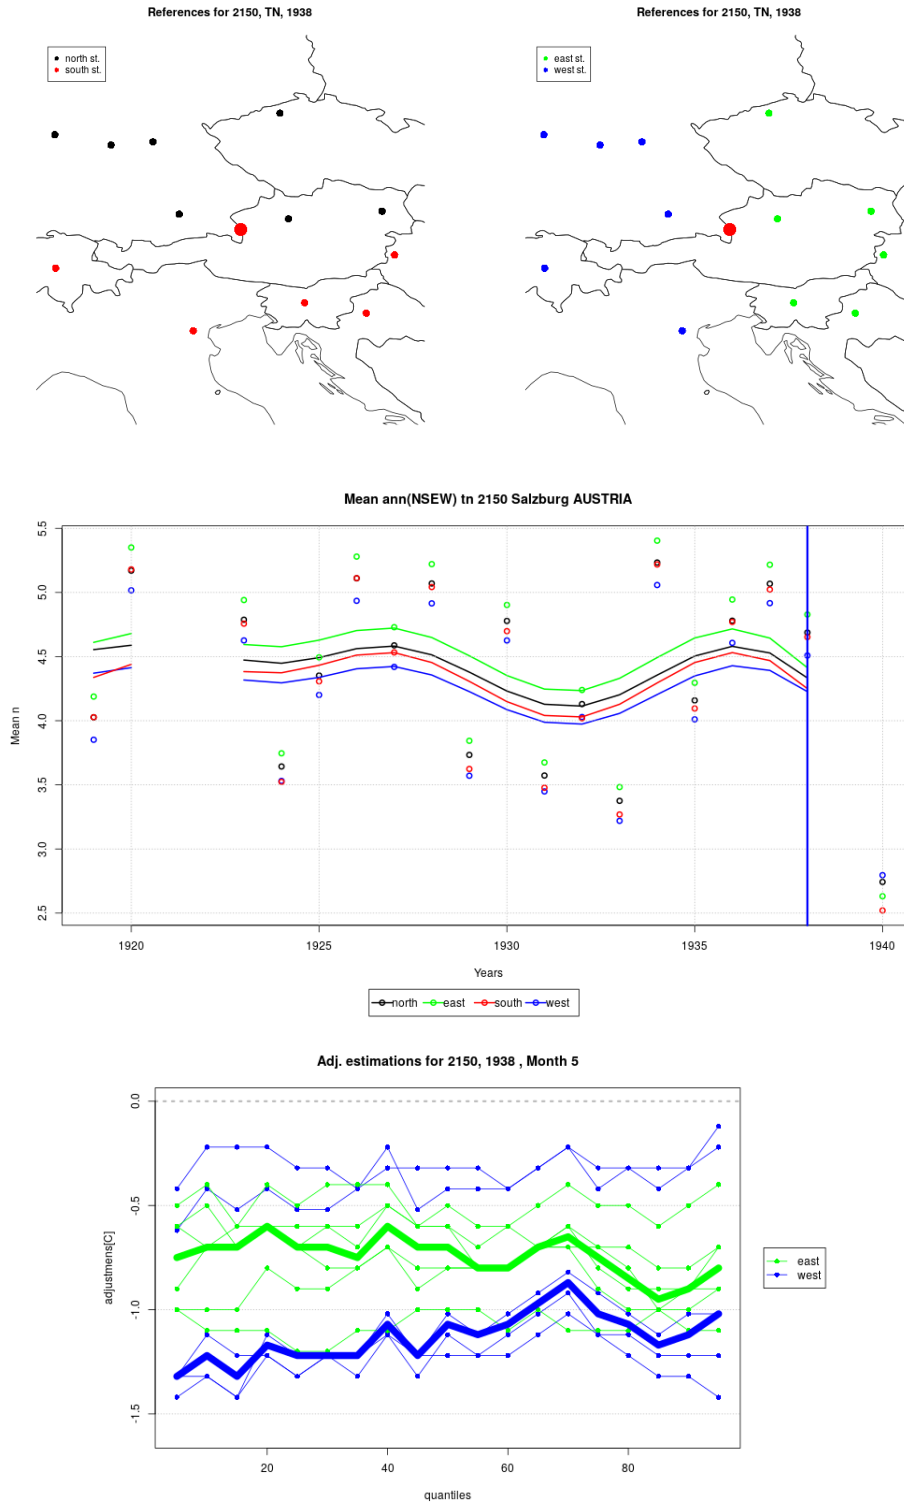 References for 2150, TN, 1938
north st.
south st.
References for 2150, TN, 1938
east st.
west st.
Mean ann(NSEW) tn 2150 Salzburg AUSTRIA
Mean n
5.5
5.0
4.5
4.0
3.5
3.0
2.5
1920 1925 1930 1935 1940
Years
north east south west
Adj. estimations for 2150, 1938 , Month 5
adjustmens[C]
0.0
-0.5
-1.0
-1.5
20 40 60 80
quantiles
east
west